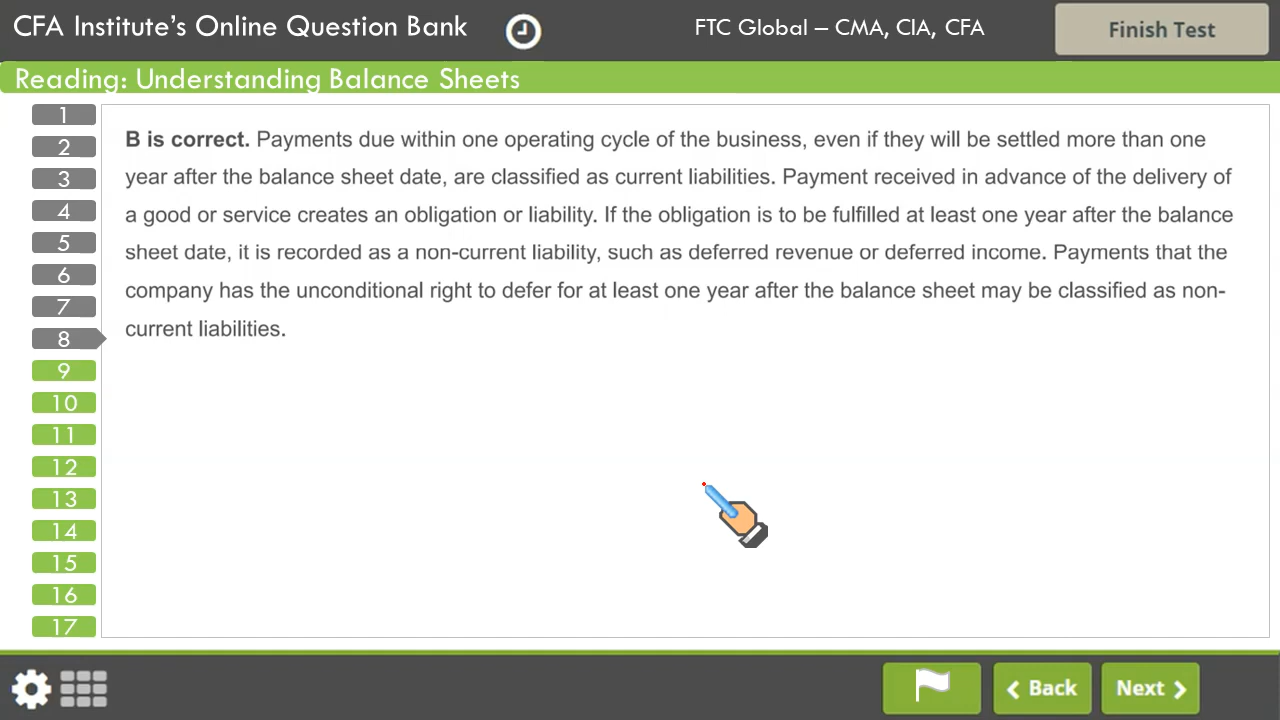 CFA Institute's Online Question Bank
FTC Global – CMA, CIA, CFA
Finish Test
Reading: Understanding Balance Sheets
1
2
3
4
5
6
7
8
9
10
11
12
13
14
15
16
17
B is correct. Payments due within one operating cycle of the business, even if they will be settled more than one
year after the balance sheet date, are classified as current liabilities. Payment received in advance of the delivery of
a good or service creates an obligation or liability. If the obligation is to be fulfilled at least one year after the balance
sheet date, it is recorded as a non-current liability, such as deferred revenue or deferred income. Payments that the
company has the unconditional right to defer for at least one year after the balance sheet may be classified as non-
current liabilities.
Back
Next